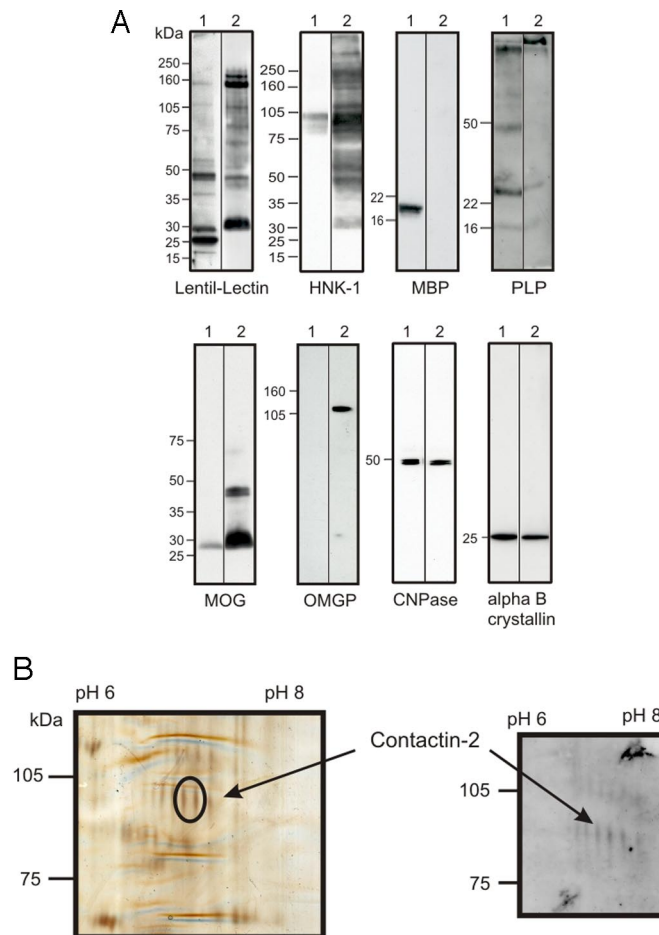 A
kDa
1 2
250
160
105
75
50
35
30
25
15
Lentil-Lectin
1 2
250
160
105
75
50
35
30
25
15
HNK-1
1 2
22
16
MBP
1 2
50
22
16
PLP
1 2
75
50
35
30
25
MOG
1 2
160
105
OMGP
1 2
50
CNPase
1 2
25
alpha B
crystallin
B
pH 6 pH 8
kDa
105
75
Contactin-2
pH 6 pH 8
105
75